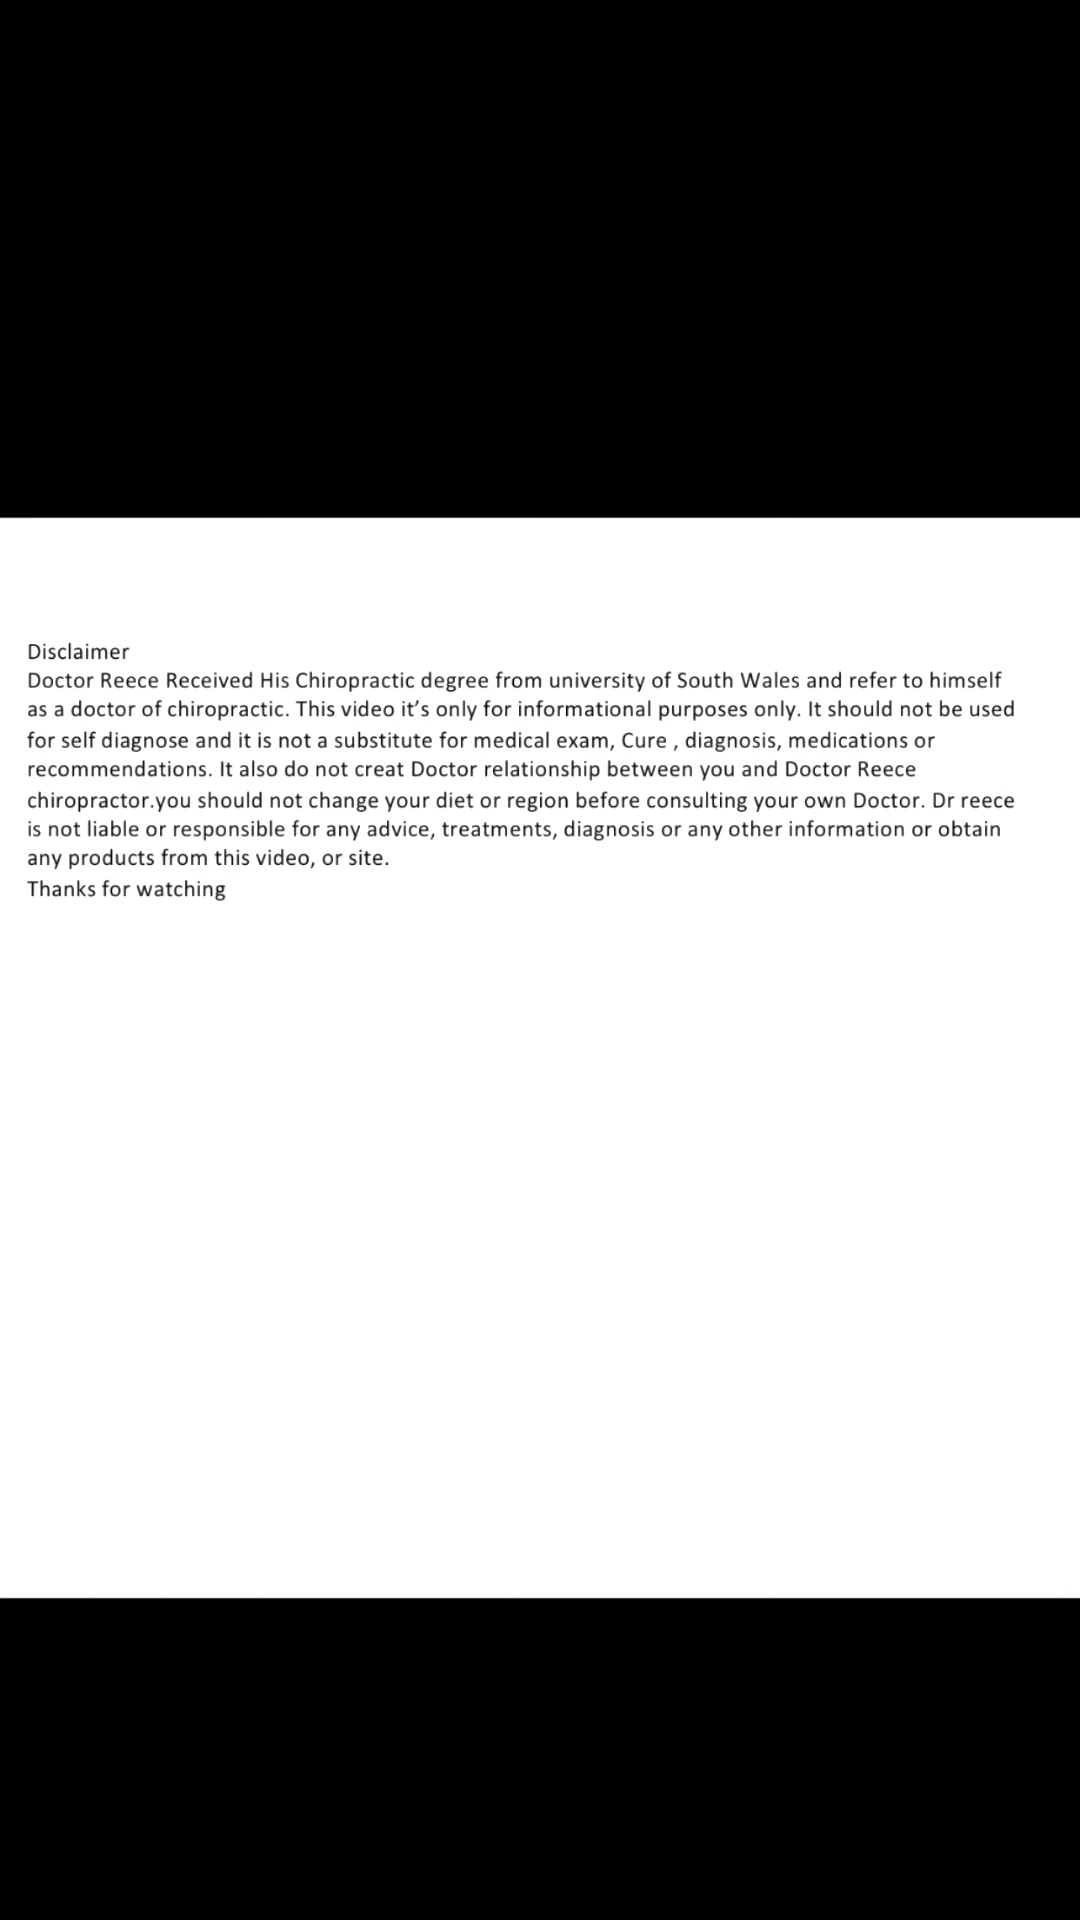 Disclaimer
Doctor Reece Received His Chiropractic degree from university of South Wales and refer to himself
as a doctor of chiropractic. This video it’s only for informational purposes only. It should not be used
for self diagnose and it is not a substitute for medical exam, Cure , diagnosis, medications or
recommendations. It also do not creat Doctor relationship between you and Doctor Reece
chiropractor.you should not change your diet or region before consulting your own Doctor. Dr reece
is not liable or responsible for any advice, treatments, diagnosis or any other information or obtain
any products from this video, or site.
Thanks for watching